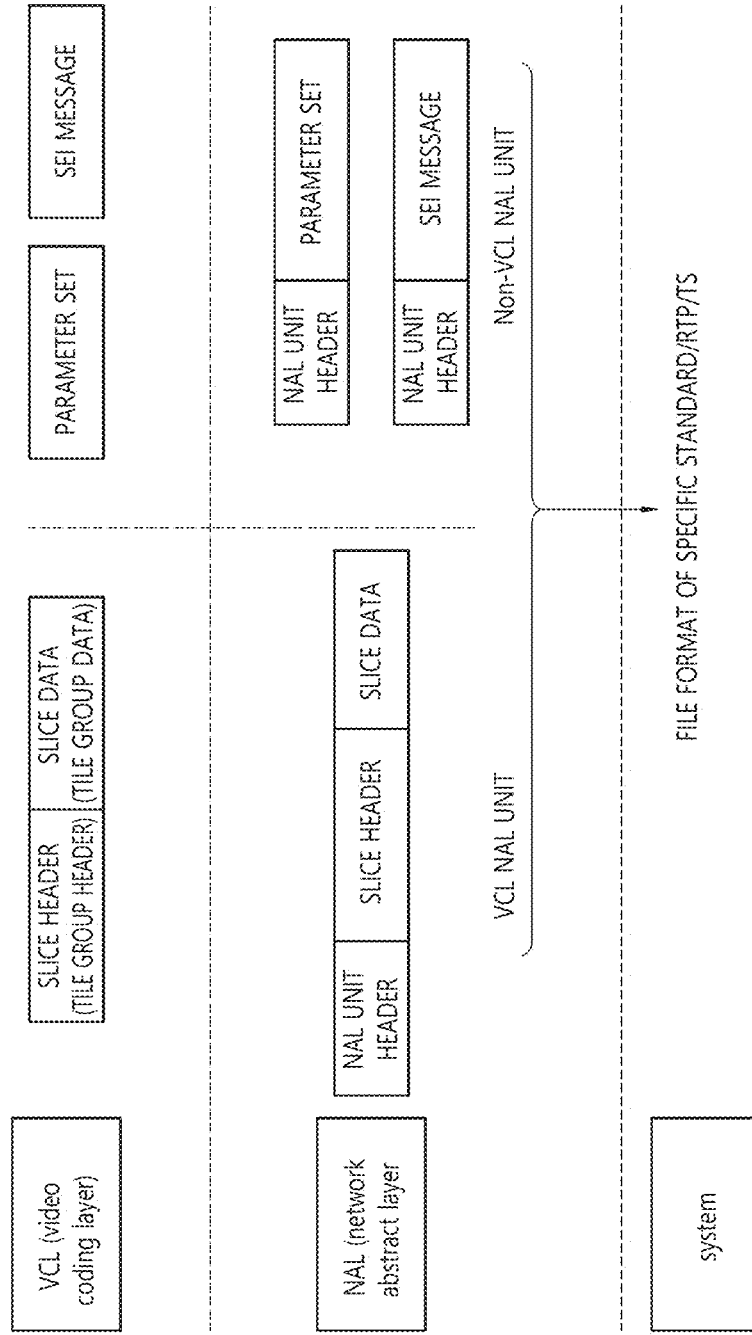 VCL (video
coding layer)
SLICE HEADER
(TILE GROUP HEADER)
SLICE DATA
(TILE GROUP DATA)
PARAMETER SET
SEI MESSAGE
NAL (network
abstract layer
NAL UNIT
HEADER
SLICE HEADER
SLICE DATA
NAL UNIT
HEADER
PARAMETER SET
NAL UNIT
HEADER
SEI MESSAGE
VCL NAL UNIT
Non-VCL NAL UNIT
system
FILE FORMAT OF SPECIFIC STANDARD/RTP/TS